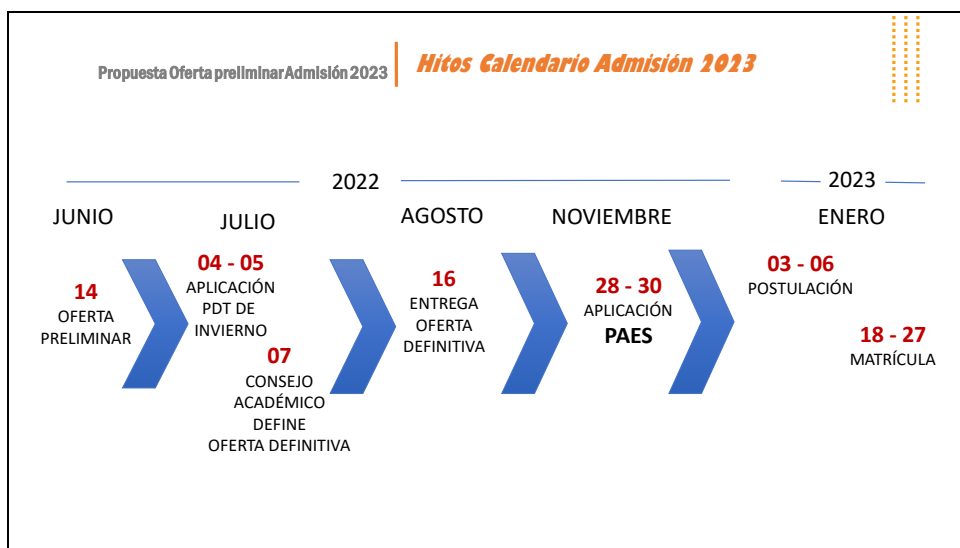 Propuesta Oferta preliminar Admisión 2023
Hitos Calendario Admisión 2023
2022
2023
JUNIO
14
OFERTA
PRELIMINAR
JULIO
04 - 05
APLICACIÓN
PDT DE
INVIERNO
07
CONSEJO
ACADÉMICO
DEFINE
OFERTA DEFINITIVA
AGOSTO
16
ENTREGA
OFERTA
DEFINITIVA
NOVIEMBRE
28 - 30
APLICACIÓN
PAES
ENERO
03 - 06
POSTULACIÓN
18 - 27
MATRÍCULA